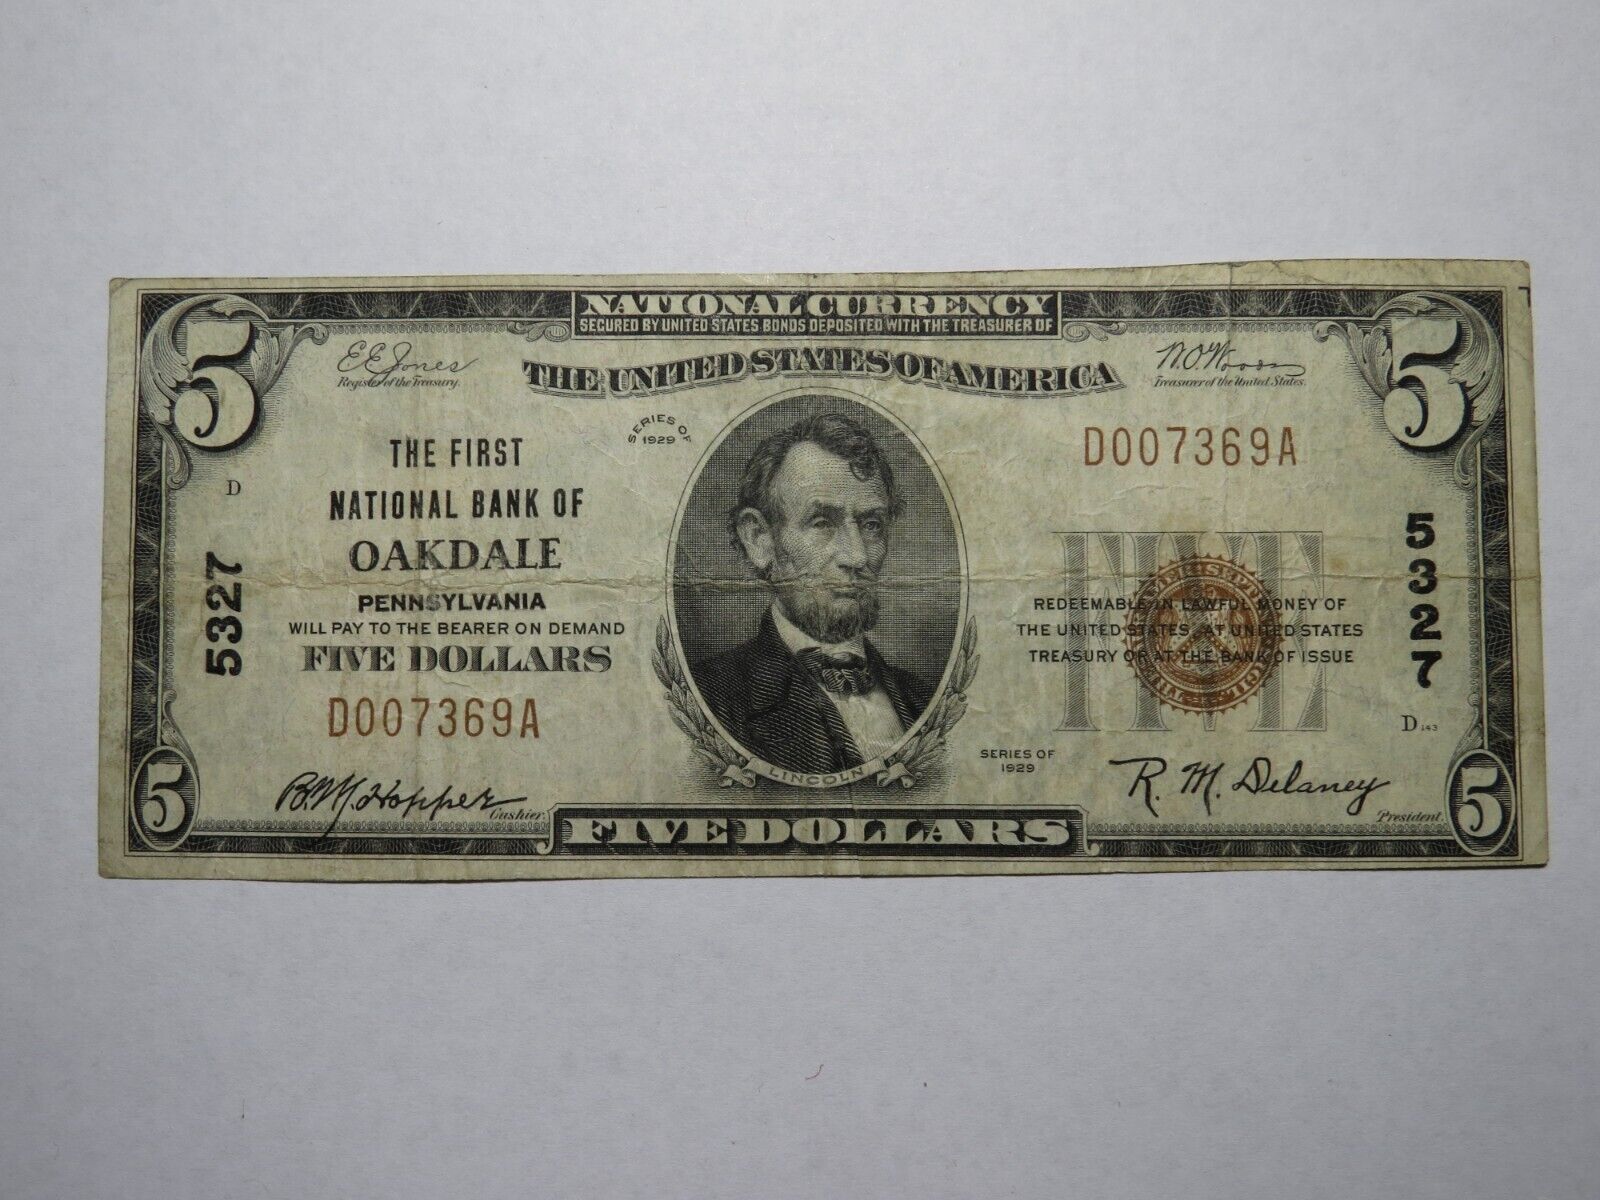 NATIONAL CURRENCY
SECURED BY UNITED STATES BONDS DEPOSITED WITH THE TREASURER OF
THE UNITED STATES OF AMERICA
5
5
E.E. Jones
Register of the Treasury.
W.O. Woods
Treasurer of the United States.
SERIES OF
1929
D007369A
THE FIRST
NATIONAL BANK OF
OAKDALE
PENNSYLVANIA
WILL PAY TO THE BEARER ON DEMAND
FIVE DOLLARS
D007369A
D
5327
5327
FIVE
REDEEMABLE IN LAWFUL MONEY OF
THE UNITED STATES, AT UNITED STATES
TREASURY OR AT THE BANK OF ISSUE
D 143
SERIES OF
1929
LINCOLN
B.M. Hopper
Cashier.
R. M. Delaney
President.
5
FIVE DOLLARS
5